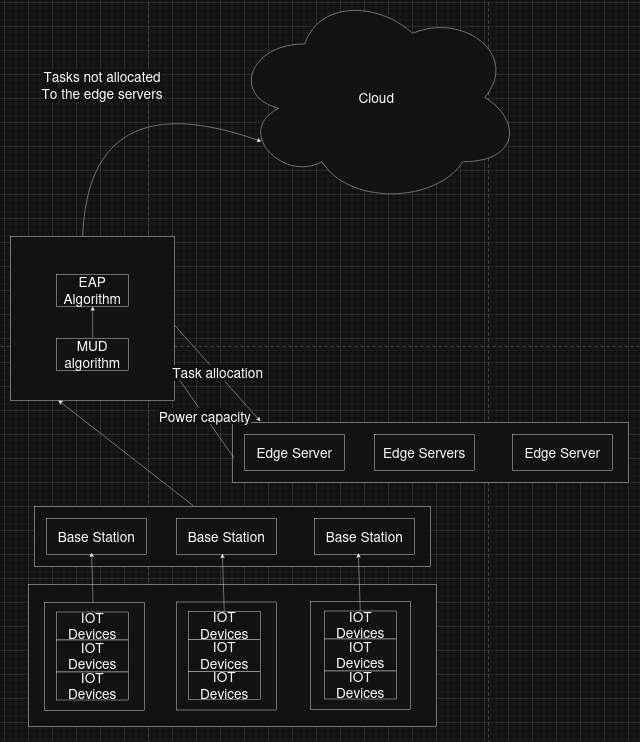 Tasks not allocated
To the edge servers
Cloud
EAP
Algorithm
MUD
algorithm
Task allocation
Power capacity
Edge Server
Edge Servers
Edge Server
Base Station
Base Station
Base Station
IOT
Devices
IOT
Devices
IOT
Devices
IOT
Devices
IOT
Devices
IOT
Devices
IOT
Devices
IOT
Devices
IOT
Devices